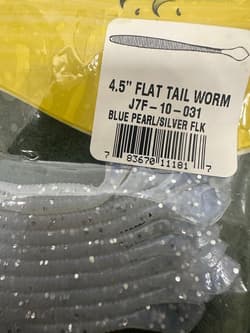 4.5” FLAT TAIL WORM
J7F-10-031
BLUE PEARL/SILVER FLK
7 83670 11181 7